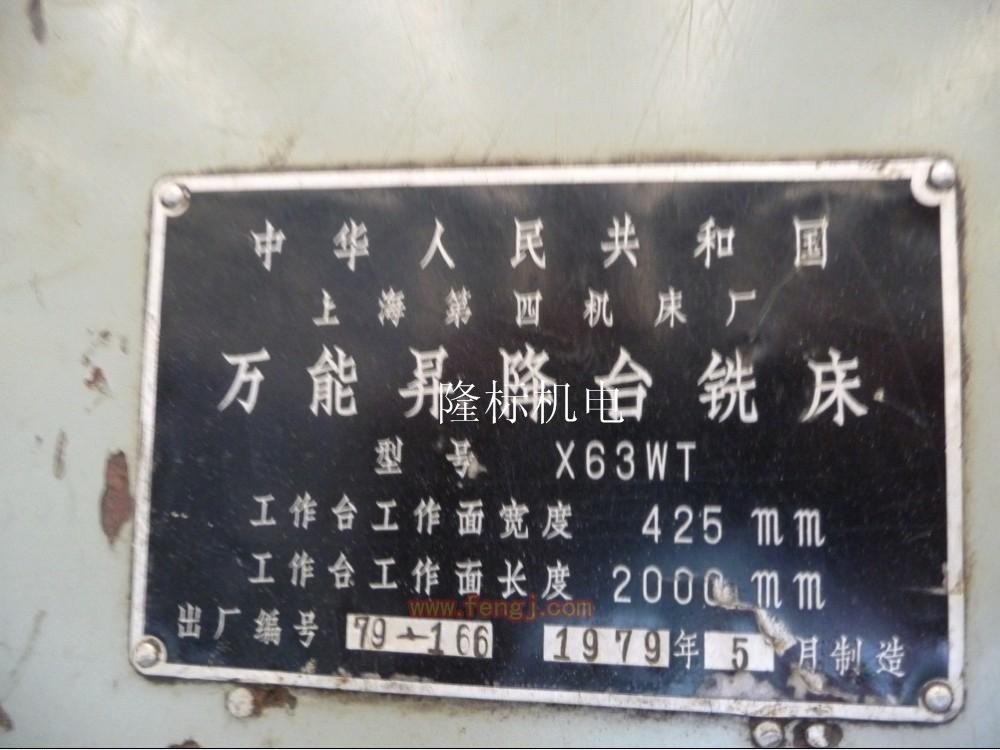 中华人民共和国
上海第四机床厂
万能昇降台铣床
隆标机电
型号 X63WT
工作台工作面宽度 425 mm
工作台工作面长度 2000 mm
www.fengj.com
出厂编号 79-166 1979年5月制造